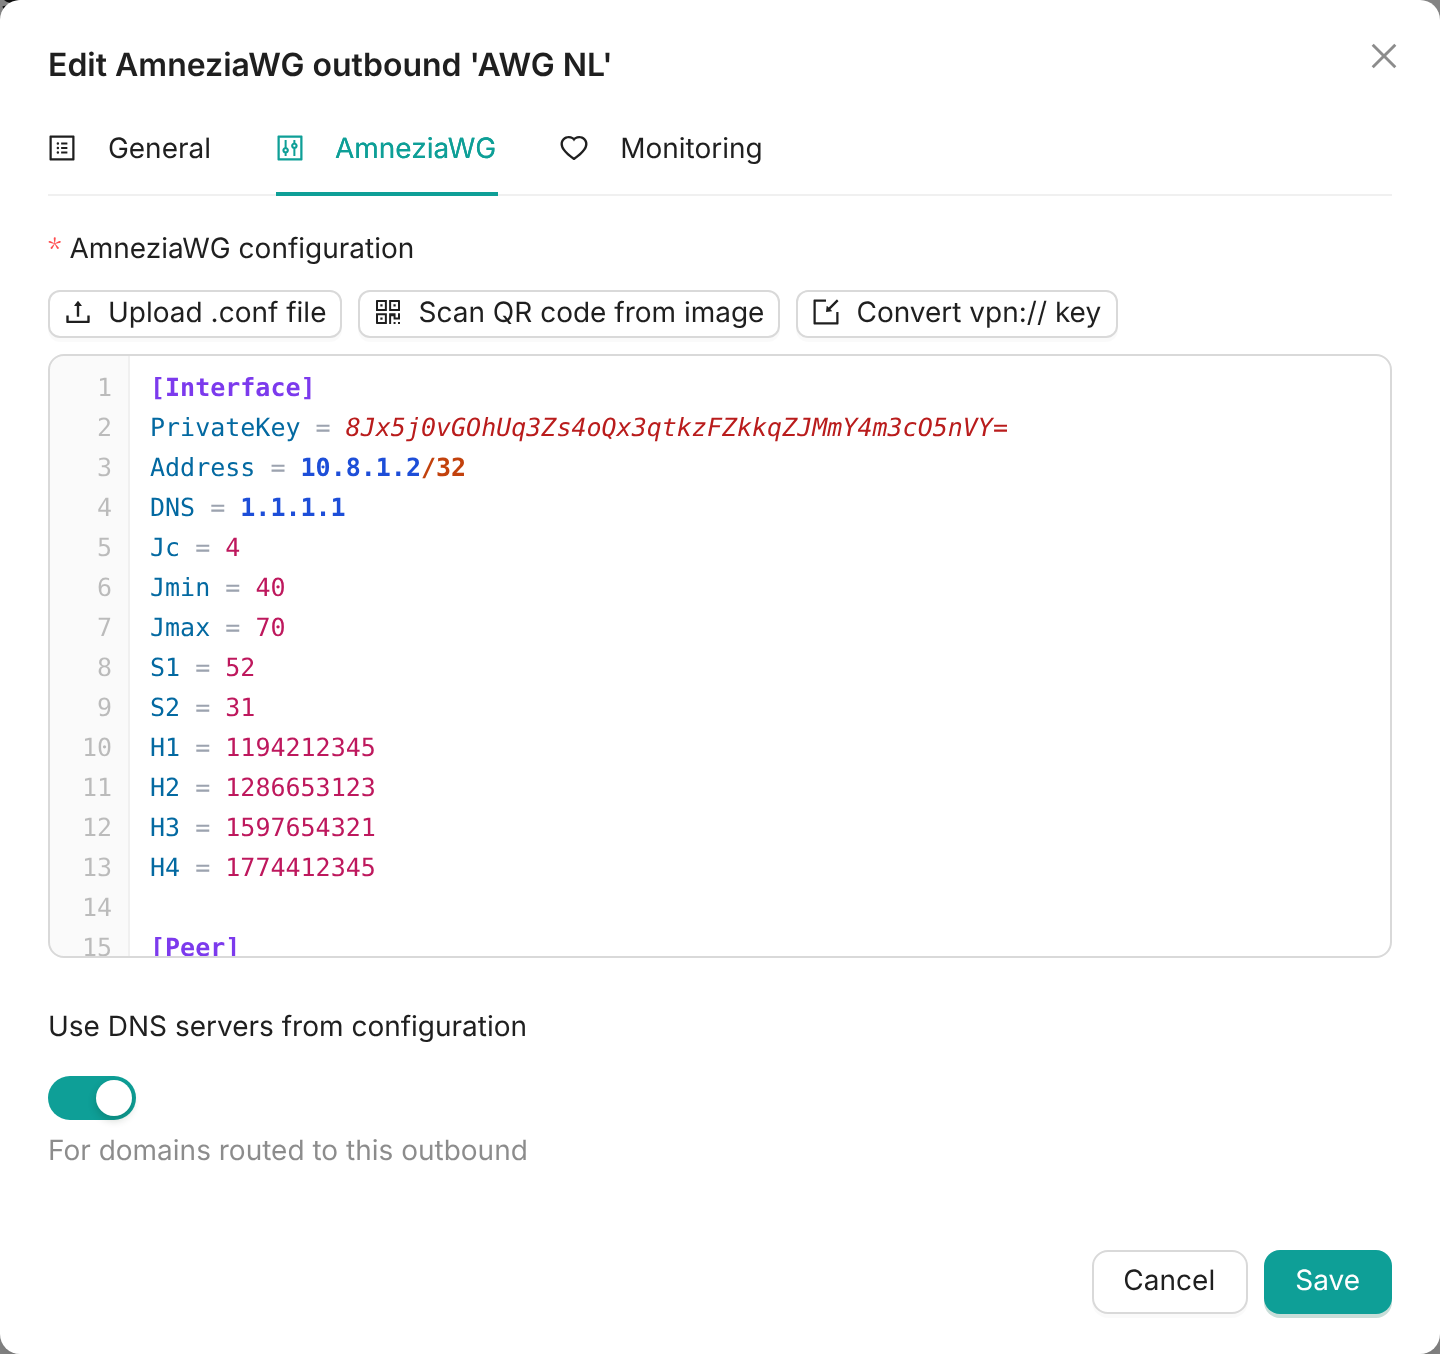 Edit AmneziaWG outbound 'AWG NL'
General AmneziaWG Monitoring
* AmneziaWG configuration
Upload .conf file Scan QR code from image Convert vpn:// key
1 [Interface]
2 PrivateKey = 8Jx5j0vGOhUq3Zs4oQx3qtkzFZkkqZJMmY4m3cO5nVY=
3 Address = 10.8.1.2/32
4 DNS = 1.1.1.1
5 Jc = 4
6 Jmin = 40
7 Jmax = 70
8 S1 = 52
9 S2 = 31
10 H1 = 1194212345
11 H2 = 1286653123
12 H3 = 1597654321
13 H4 = 1774412345
14
15 [Peer]
Use DNS servers from configuration
For domains routed to this outbound
Cancel Save